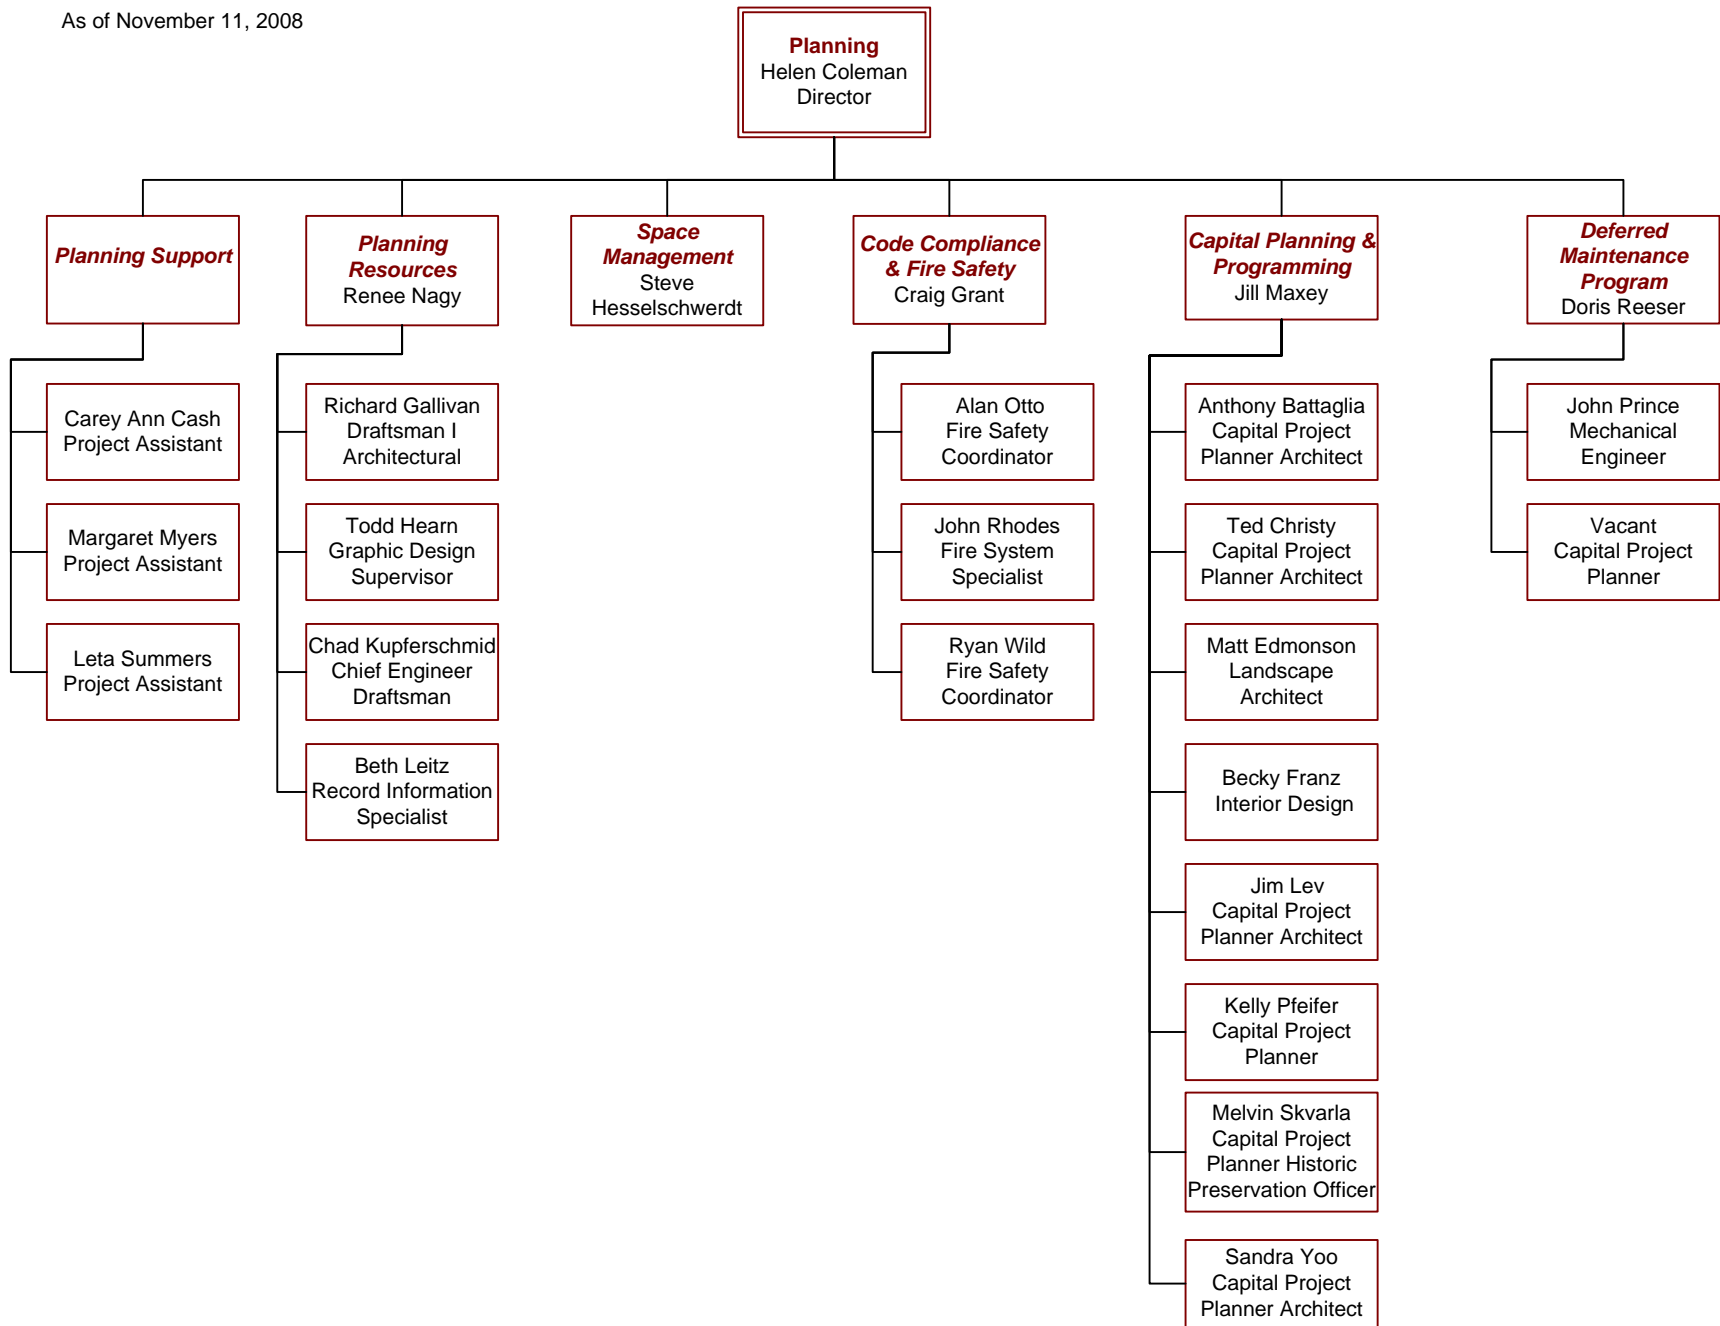 As of November 11, 2008
Planning
Helen Coleman
Director
Planning Support
Planning
Resources
Renee Nagy
Space
Management
Steve
Hesselschwerdt
Code Compliance
& Fire Safety
Craig Grant
Capital Planning &
Programming
Jill Maxey
Deferred
Maintenance
Program
Doris Reeser
Carey Ann Cash
Project Assistant
Margaret Myers
Project Assistant
Leta Summers
Project Assistant
Richard Gallivan
Draftsman I
Architectural
Todd Hearn
Graphic Design
Supervisor
Chad Kupferschmid
Chief Engineer
Draftsman
Beth Leitz
Record Information
Specialist
Alan Otto
Fire Safety
Coordinator
John Rhodes
Fire System
Specialist
Ryan Wild
Fire Safety
Coordinator
Anthony Battaglia
Capital Project
Planner Architect
Ted Christy
Capital Project
Planner Architect
Matt Edmonson
Landscape
Architect
Becky Franz
Interior Design
Jim Lev
Capital Project
Planner Architect
Kelly Pfeifer
Capital Project
Planner
Melvin Skvarla
Capital Project
Planner Historic
Preservation Officer
Sandra Yoo
Capital Project
Planner Architect
John Prince
Mechanical
Engineer
Vacant
Capital Project
Planner